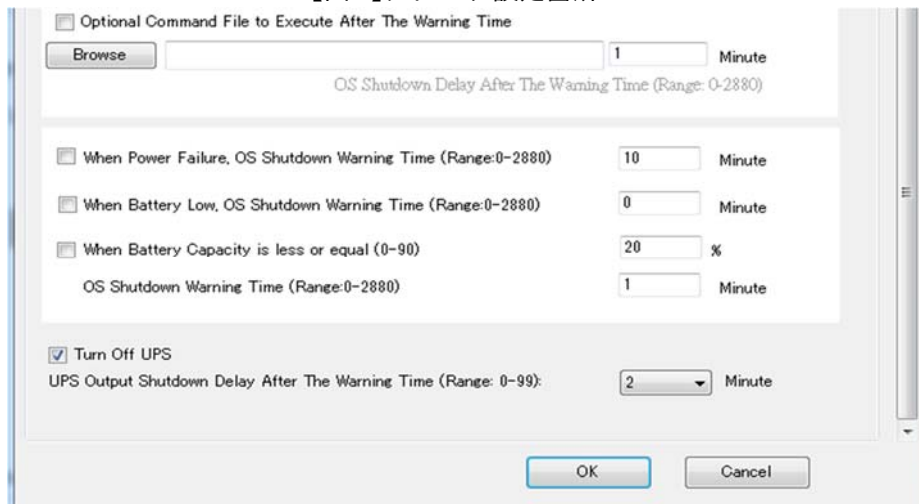 Optional Command File to Execute After The Warning Time
Browse 1 Minute
OS Shutdown Delay After The Warning Time (Range: 0-2880)
When Power Failure, OS Shutdown Warning Time (Range:0-2880) 10 Minute
When Battery Low, OS Shutdown Warning Time (Range:0-2880) 0 Minute
When Battery Capacity is less or equal (0-90) 20 %
OS Shutdown Warning Time (Range:0-2880) 1 Minute
Turn Off UPS
UPS Output Shutdown Delay After The Warning Time (Range: 0-99): 2 Minute
OK Cancel